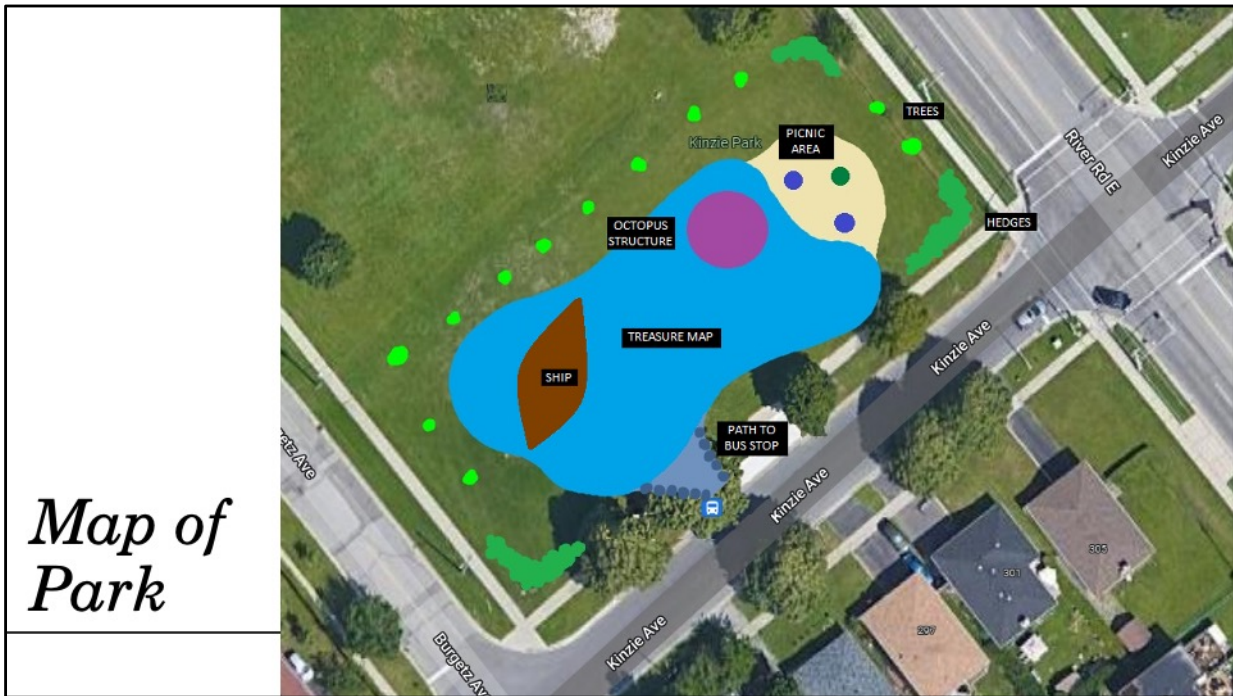 Map of
Park
TREES
PICNIC
AREA
Kinzie Park
River Rd E
Kinzie Ave
HEDGES
OCTOPUS
STRUCTURE
TREASURE MAP
Kinzie Ave
SHIP
PATH TO
BUS STOP
getz Ave
Kinzie Ave
305
301
297
Kinzie Ave
Burgetz Ave